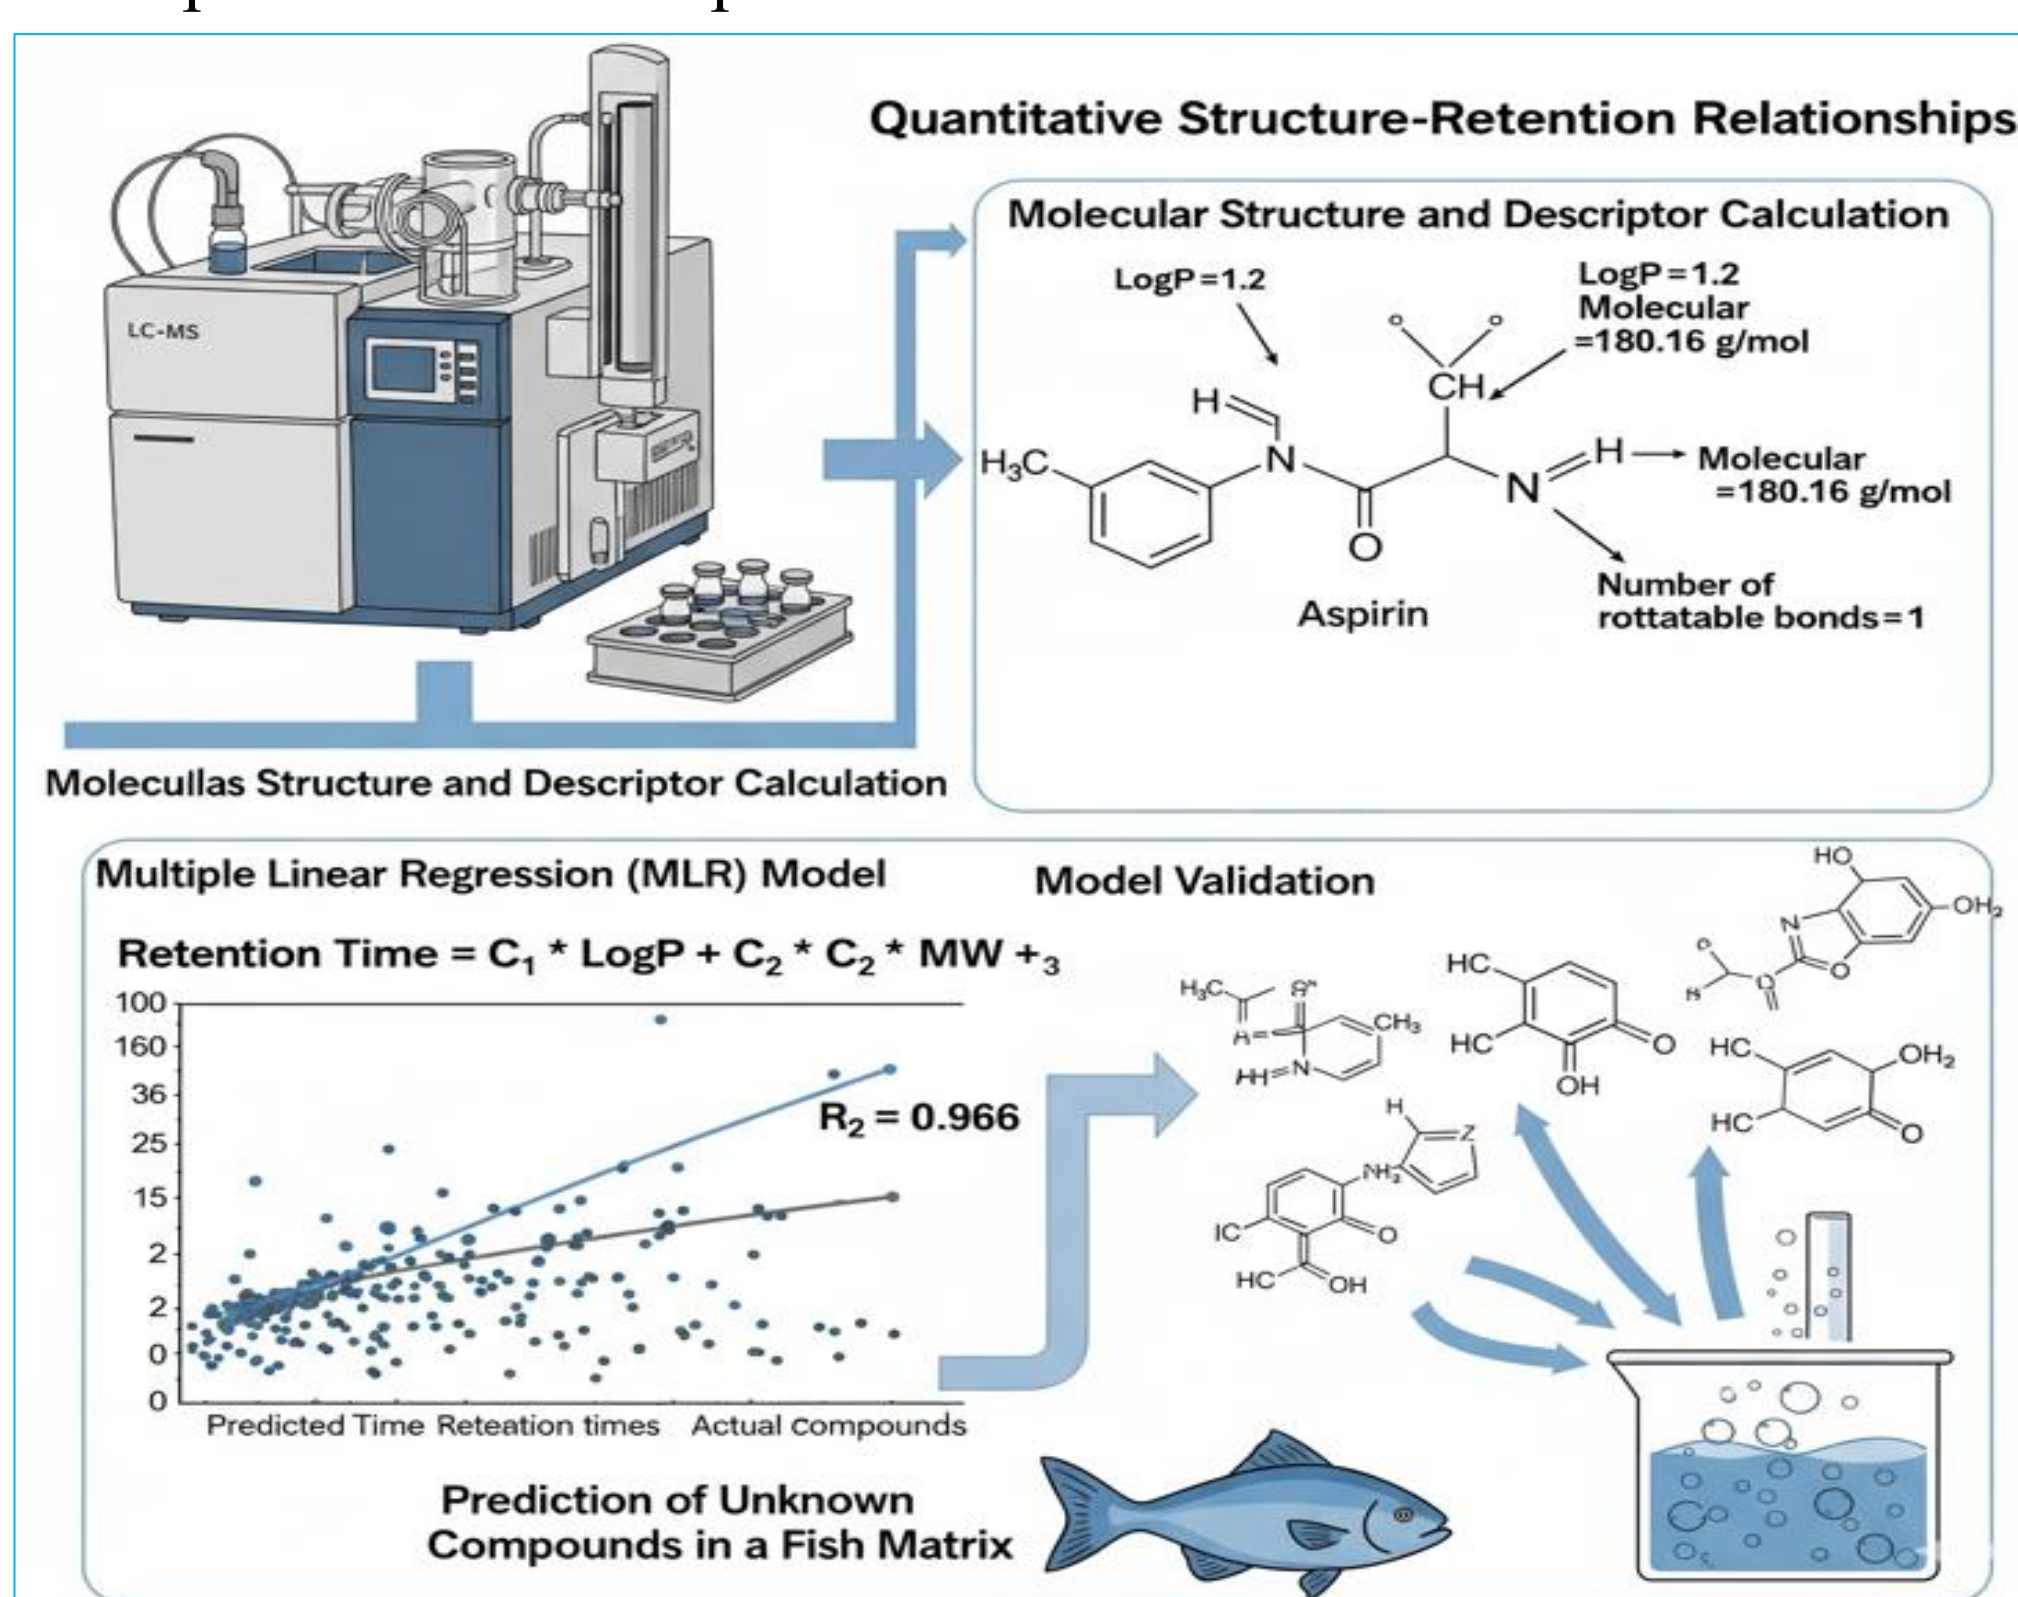 Quantitative Structure-Retention Relationships
LC-MS
Molecular Structure and Descriptor Calculation
LogP=1.2
LogP=1.2
Molecular
=180.16 g/mol
O
O
CH
H
H₃C
N
N
H
Molecular
=180.16 g/mol
O
Number of
rottatable bonds=1
Aspirin
Moleculłas Structure and Descriptor Calculation
Multiple Linear Regression (MLR) Model
Retention Time = C₁ * LogP + C₂ * C₂ * MW +₃
100
160
36
25
15
2
2
0
0
R₂ = 0.966
Predicted Time Reteation times
Actual compounds
Model Validation
H₃C
CH₃
N
HC
HC
O
OH
HO
N
OH₂
O
HC
OH₂
HC
O
H
Z
NH₂
IC
O
HC
OH
Prediction of Unknown
Compounds in a Fish Matrix